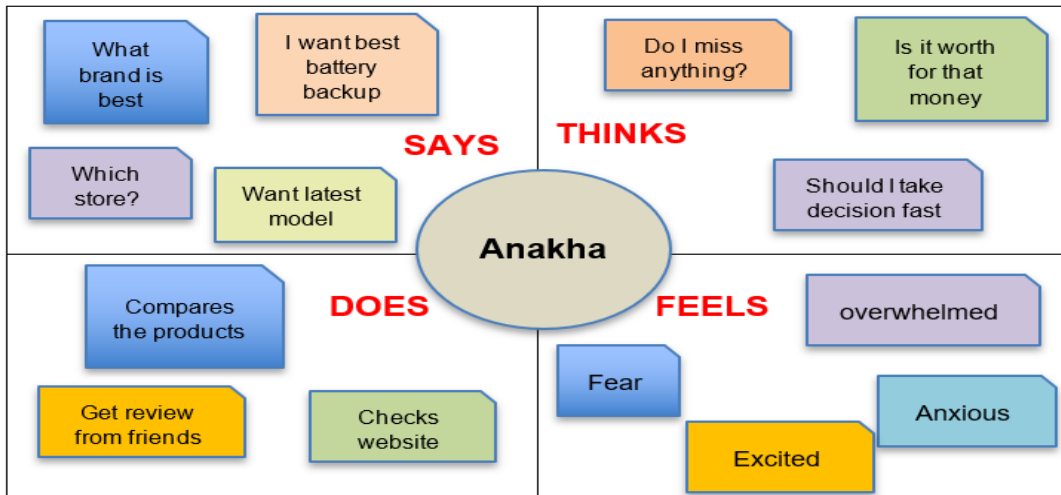 What
brand is
best
I want best
battery
backup
Which
store?
Want latest
model
SAYS
Do I miss
anything?
Is it worth
for that
money
THINKS
Should I take
decision fast
Anakha
Compares
the products
DOES
Get review
from friends
Checks
website
FEELS
overwhelmed
Fear
Anxious
Excited